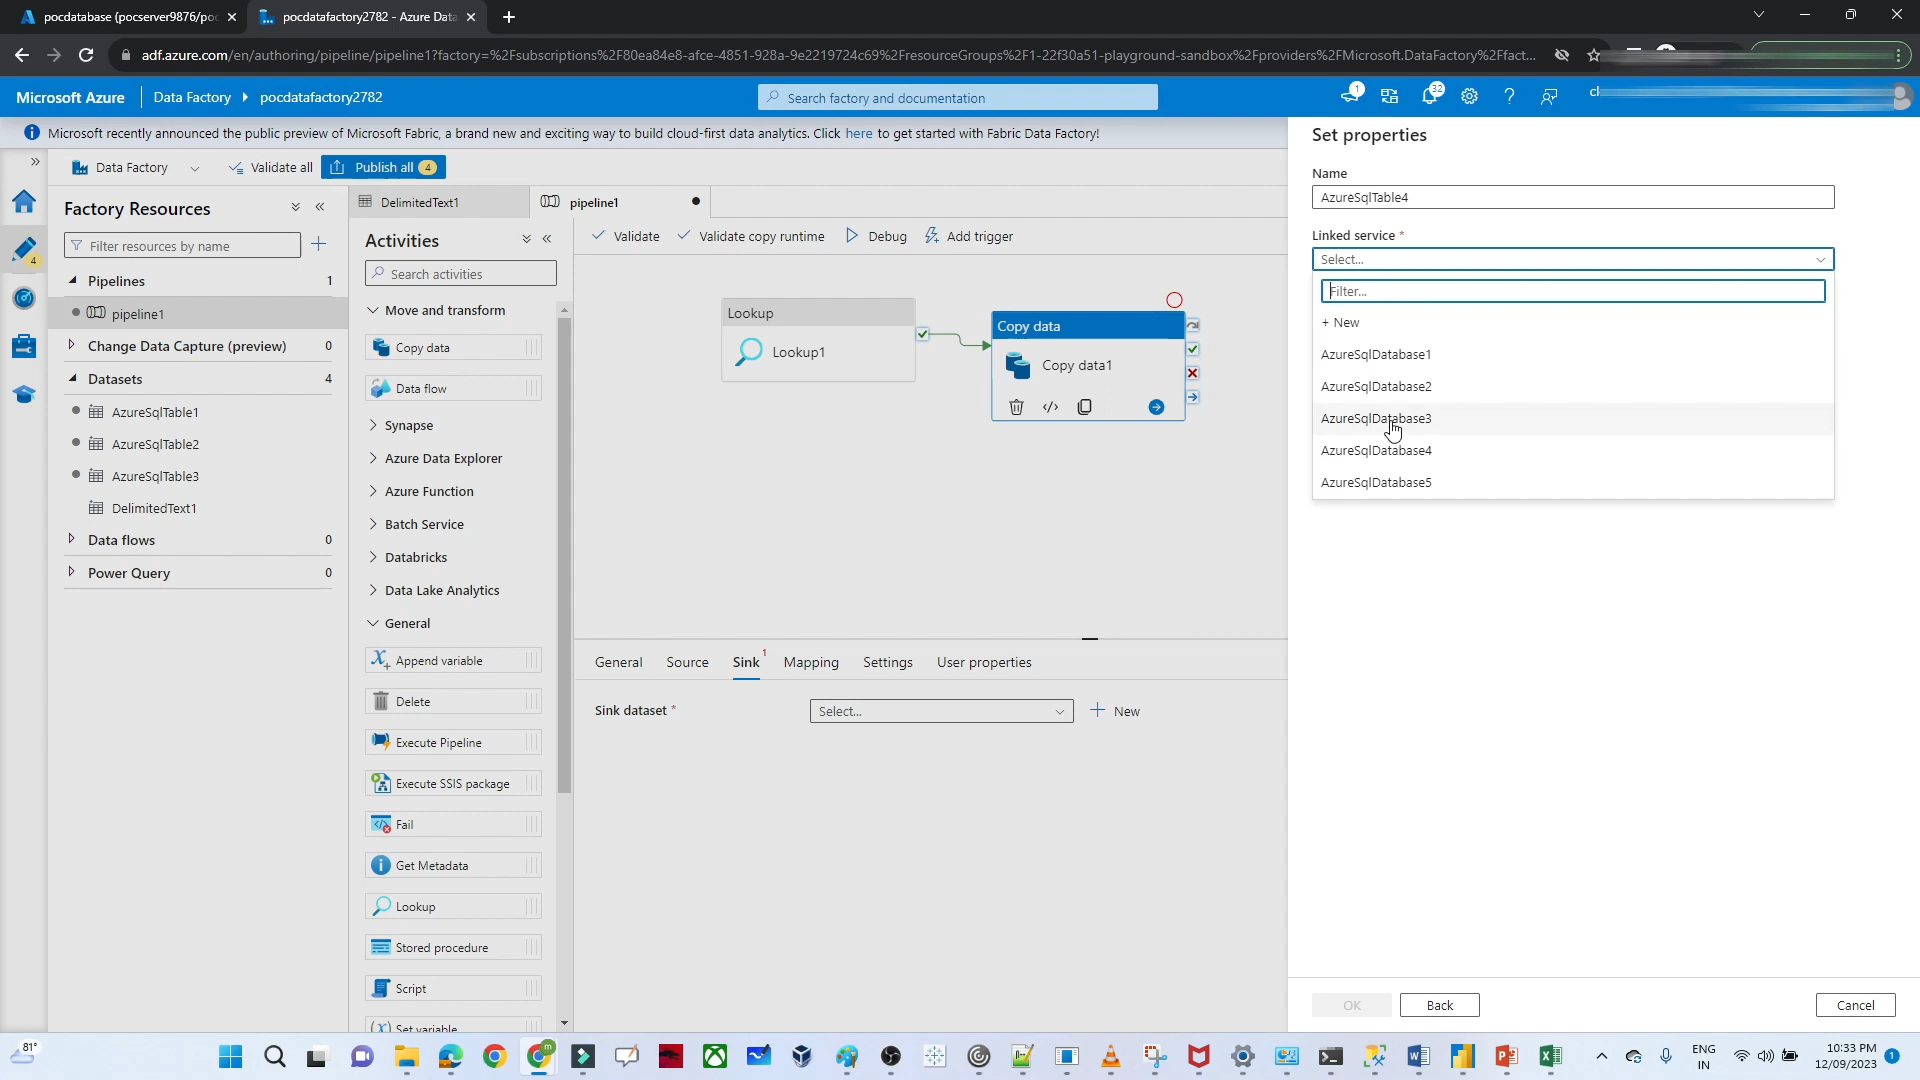 pocdatabase (pocserver9876/poc
pocdatafactory2782 - Azure Data
adf.azure.com/en/authoring/pipeline/pipeline1?factory=%2Fsubscriptions%2F80ea84e8-afce-4851-928a-9e2219724c69%2FresourceGroups%2F1-22f30a51-playground-sandbox%2Fproviders%2FMicrosoft.DataFactory%2Ffact...
Microsoft Azure
Data Factory
pocdatafactory2782
Search factory and documentation
1
32
cl
Microsoft recently announced the public preview of Microsoft Fabric, a brand new and exciting way to build cloud-first data analytics. Click here to get started with Fabric Data Factory!
Data Factory
Validate all
Publish all 4
Factory Resources
Filter resources by name
4
Pipelines 1
pipeline1
Change Data Capture (preview) 0
Datasets 4
AzureSqlTable1
AzureSqlTable2
AzureSqlTable3
DelimitedText1
Data flows 0
Power Query 0
DelimitedText1
pipeline1
Activities
Search activities
Move and transform
Copy data
Data flow
Synapse
Azure Data Explorer
Azure Function
Batch Service
Databricks
Data Lake Analytics
General
Append variable
Delete
Execute Pipeline
Execute SSIS package
Fail
Get Metadata
Lookup
Stored procedure
Script
Set variable
Validate
Validate copy runtime
Debug
Add trigger
Lookup
Lookup1
Copy data
Copy data1
General
Source
Sink 1
Mapping
Settings
User properties
Sink dataset *
Select...
New
Set properties
Name
AzureSqlTable4
Linked service *
Select...
Filter...
+ New
AzureSqlDatabase1
AzureSqlDatabase2
AzureSqlDatabase3
AzureSqlDatabase4
AzureSqlDatabase5
OK
Back
Cancel
81°
ENG
IN
10:33 PM
12/09/2023
1